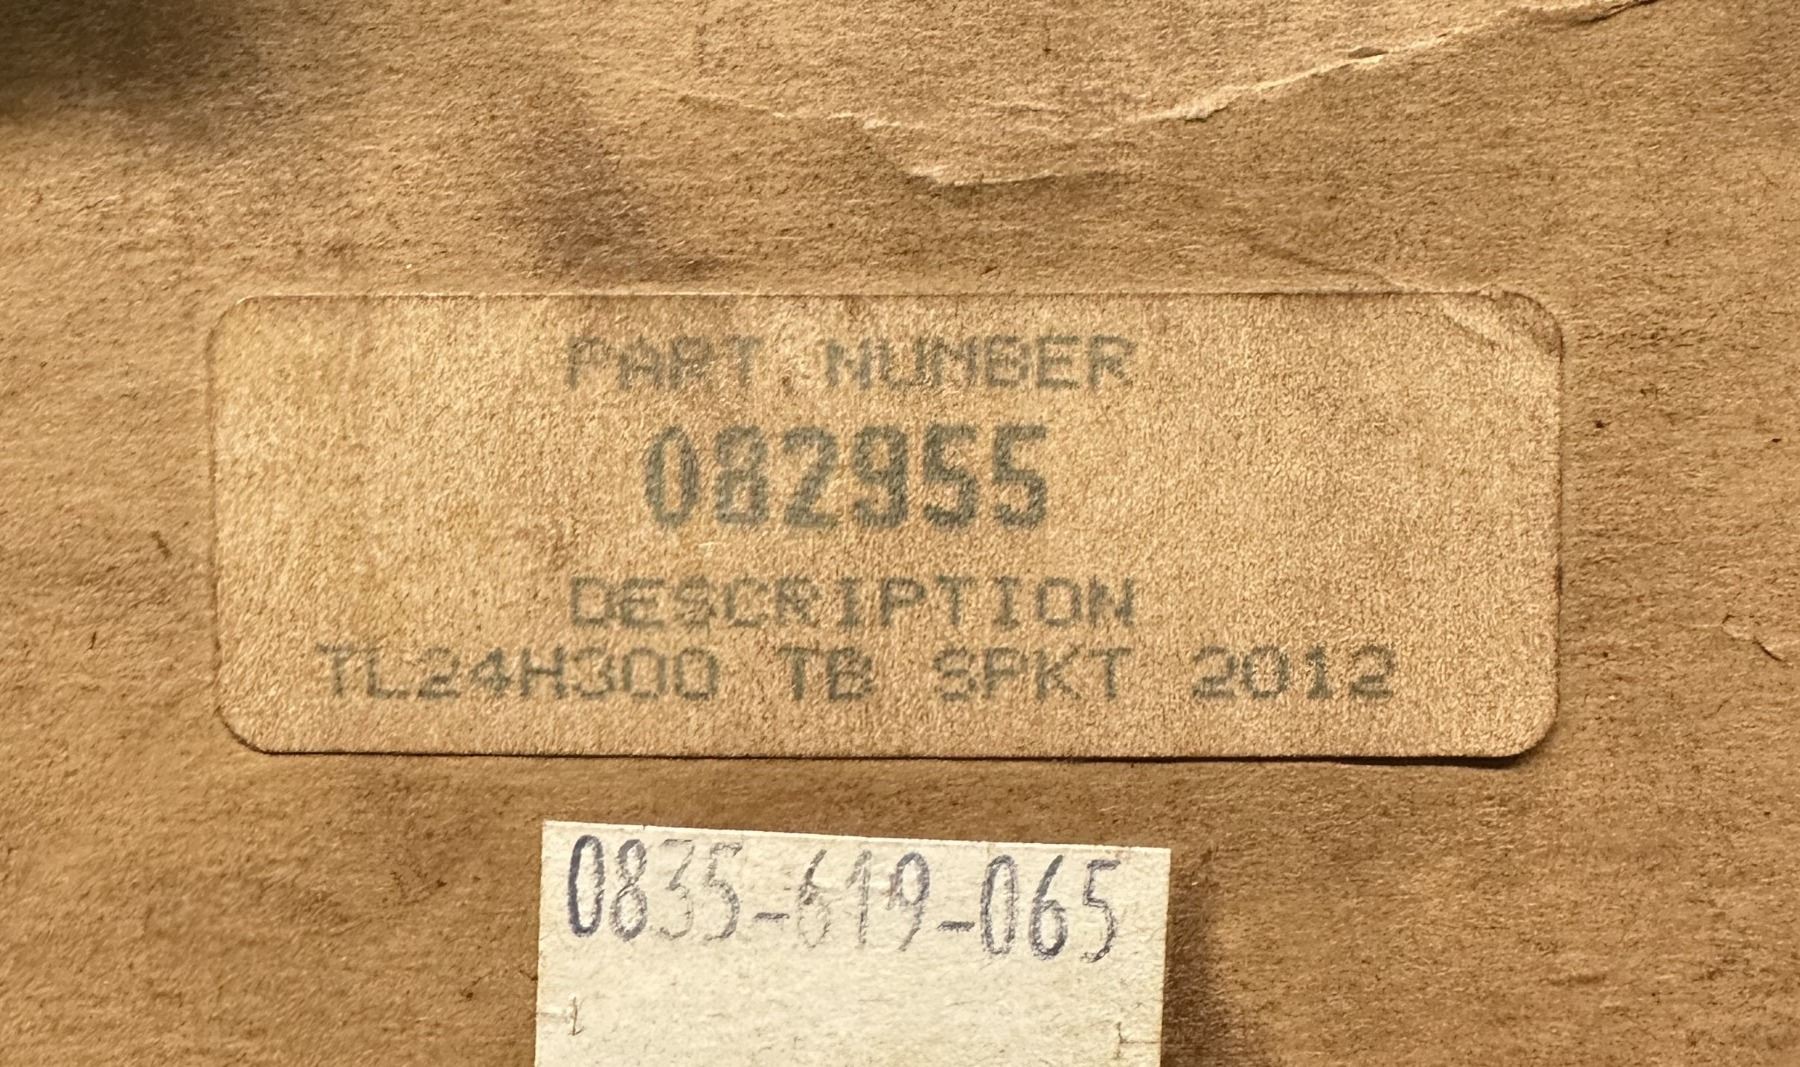 PART NUMBER
082955
DESCRIPTION
TL24H300 TB SPKT 2012
0835-619-065